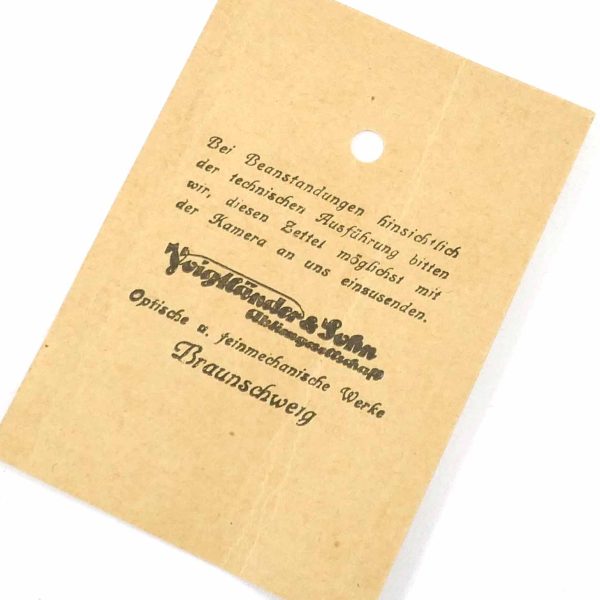 Bei Beanstandungen hinsichtlich
der technischen Ausführung bitten
wir, diesen Zettel möglichst mit
der Kamera an uns einzusenden.
Voigtländer & Sohn
Aktiengesellschaft
Optische u. feinmechanische Werke
Braunschweig